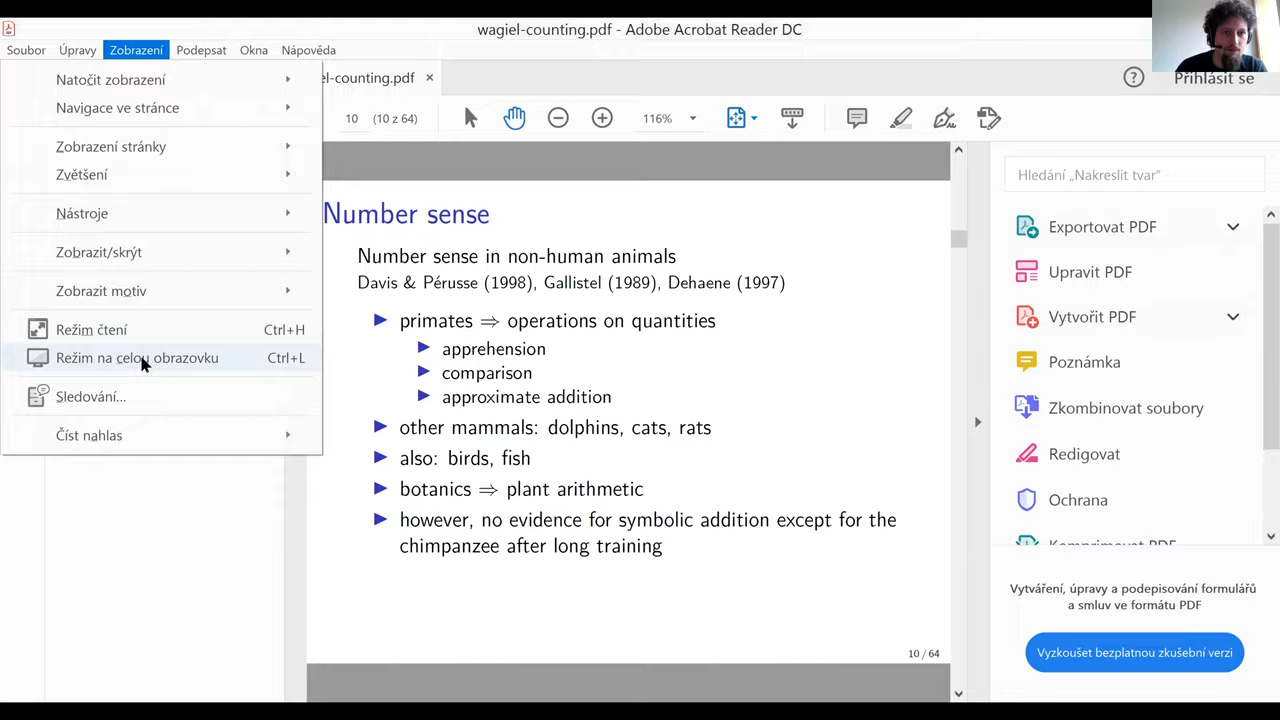 wagiel-counting.pdf - Adobe Acrobat Reader DC
Soubor Úpravy Zobrazení Podepsat Okna Nápověda
Natočit zobrazení
Navigace ve stránce
Zobrazení stránky
Zvětšení
Nástroje
Zobrazit/skrýt
Zobrazit motiv
Režim čtení Ctrl+H
Režim na celou obrazovku Ctrl+L
Sledování...
Číst nahlas
el-counting.pdf ×
? Přihlásit se
10 (10 z 64) 116%
Number sense
Number sense in non-human animals
Davis & Pérusse (1998), Gallistel (1989), Dehaene (1997)
▶ primates ⇒ operations on quantities
▶ apprehension
▶ comparison
▶ approximate addition
▶ other mammals: dolphins, cats, rats
▶ also: birds, fish
▶ botanics ⇒ plant arithmetic
▶ however, no evidence for symbolic addition except for the
chimpanzee after long training
10 / 64
Hledání „Nakreslit tvar"
Exportovat PDF
Upravit PDF
Vytvořit PDF
Poznámka
Zkombinovat soubory
Redigovat
Ochrana
Komprimovat PDF
Vytváření, úpravy a podepisování formulářů
a smluv ve formátu PDF
Vyzkoušet bezplatnou zkušební verzi